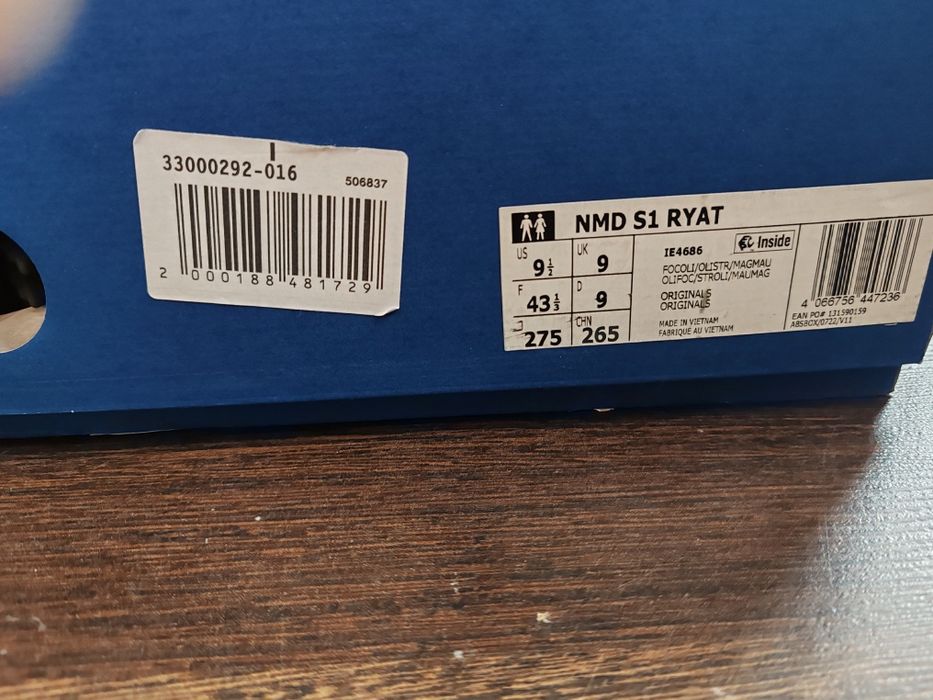 33000292-016
506837
2 000188 481729
NMD S1 RYAT
US 9½ UK 9
F 43⅓ D 9
J 275 CHN 265
IE4686
Inside
FOCOLI/OLISTR/MAGMAU
OLIFOC/STROLI/MAUMAG
ORIGINALS
ORIGINALS
MADE IN VIETNAM
FABRIQUE AU VIETNAM
4 066756 447236
EAN PO# 131590159
ABSBOX/0722/V11